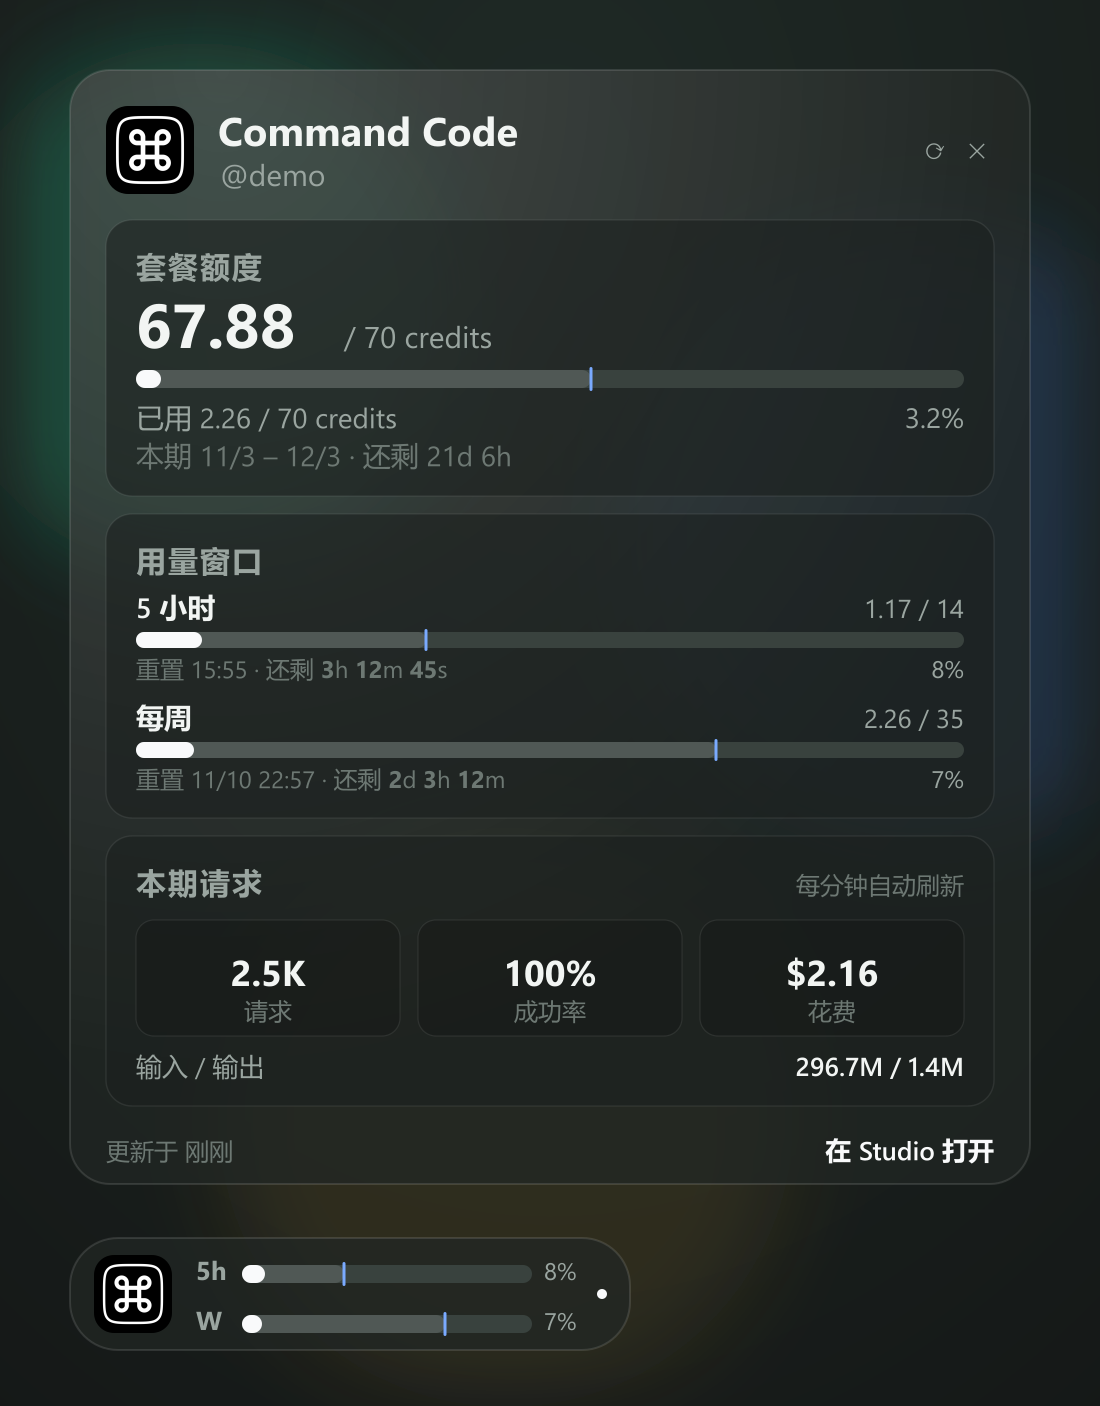 Command Code
@demo
套餐额度
67.88 / 70 credits
已用 2.26 / 70 credits 3.2%
本期 11/3 – 12/3 · 还剩 21d 6h
用量窗口
5 小时 1.17 / 14
重置 15:55 · 还剩 3h 12m 45s 8%
每周 2.26 / 35
重置 11/10 22:57 · 还剩 2d 3h 12m 7%
本期请求 每分钟自动刷新
2.5K 100% $2.16
请求 成功率 花费
输入 / 输出 296.7M / 1.4M
更新于 刚刚 在 Studio 打开
5h 8%
W 7%